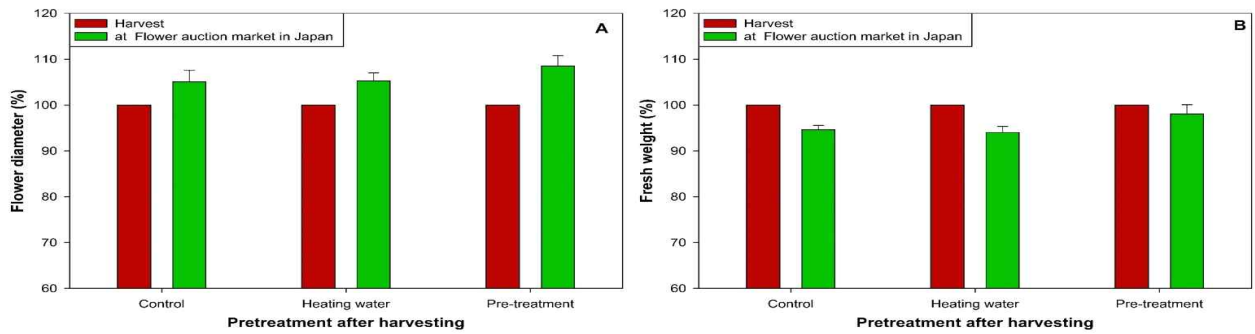 120
110
100
90
80
70
60
Flower diameter (%)
Harvest
at Flower auction market in Japan
A
Control
Heating water
Pre-treatment
Pretreatment after harvesting
120
110
100
90
80
70
60
Fresh weight (%)
Harvest
at Flower auction market in Japan
B
Control
Heating water
Pre-treatment
Pretreatment after harvesting